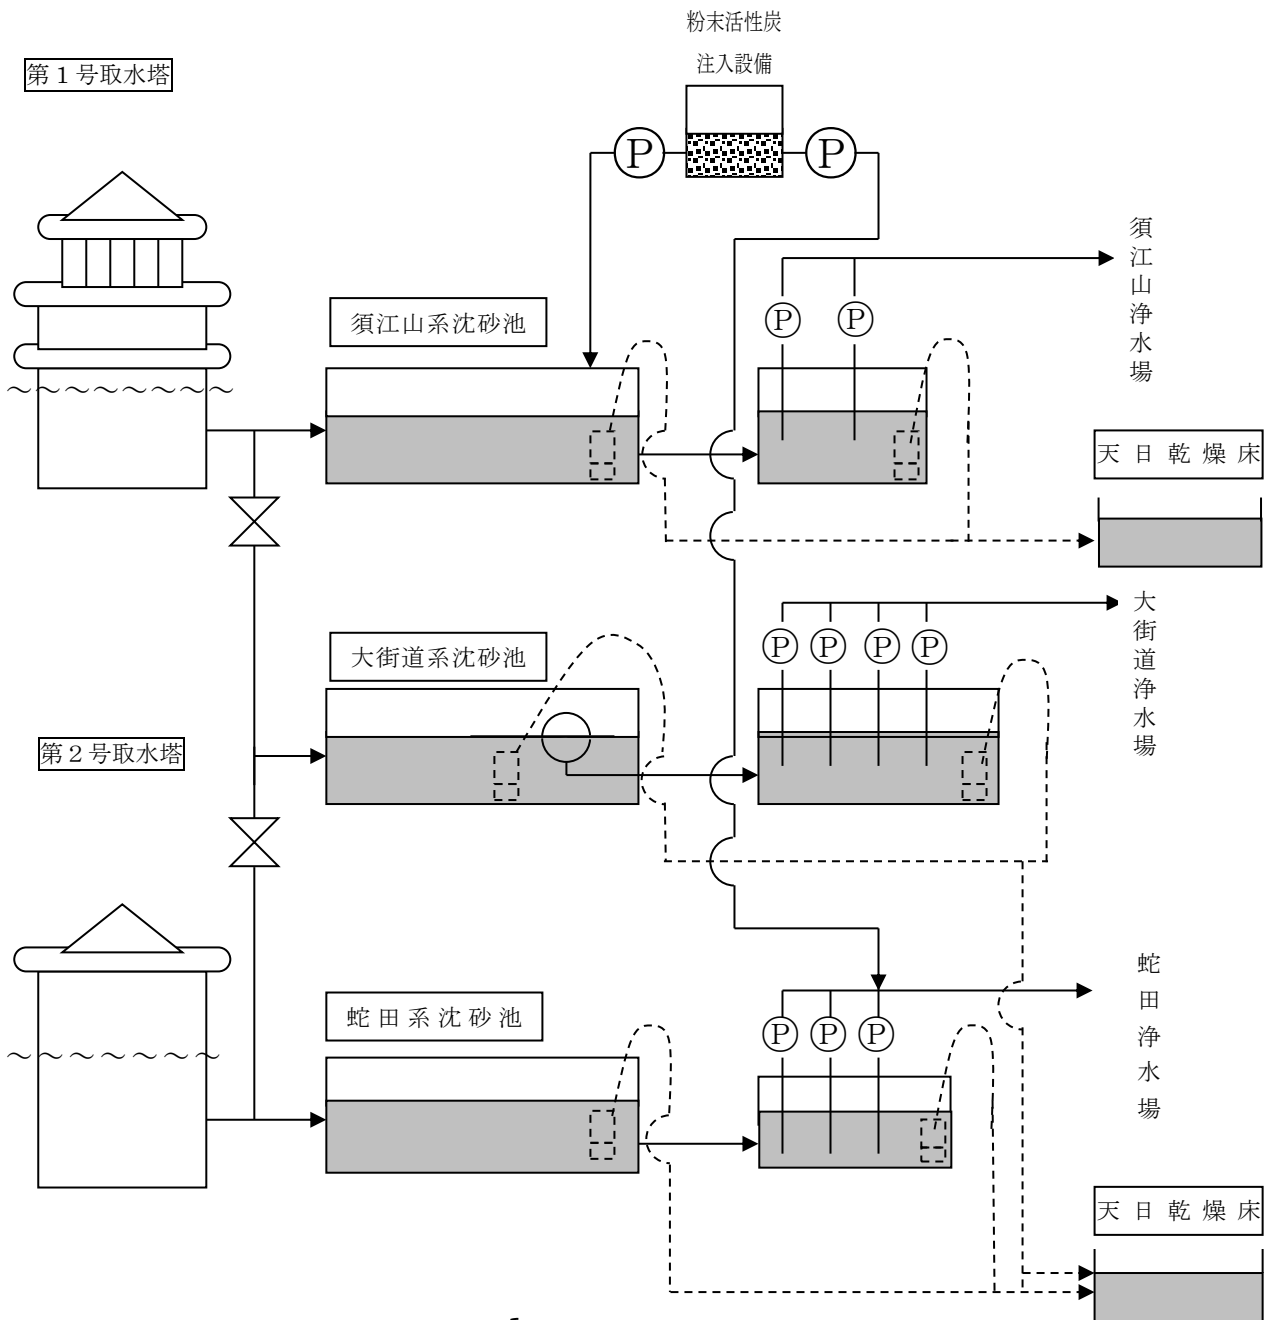 粉末活性炭
注入設備
第１号取水塔
Ｐ
Ｐ
須江山浄水場
Ｐ
Ｐ
須江山系沈砂池
天日乾燥床
大街道浄水場
Ｐ
Ｐ
Ｐ
Ｐ
大街道系沈砂池
第２号取水塔
蛇田浄水場
蛇田系沈砂池
Ｐ
Ｐ
Ｐ
天日乾燥床